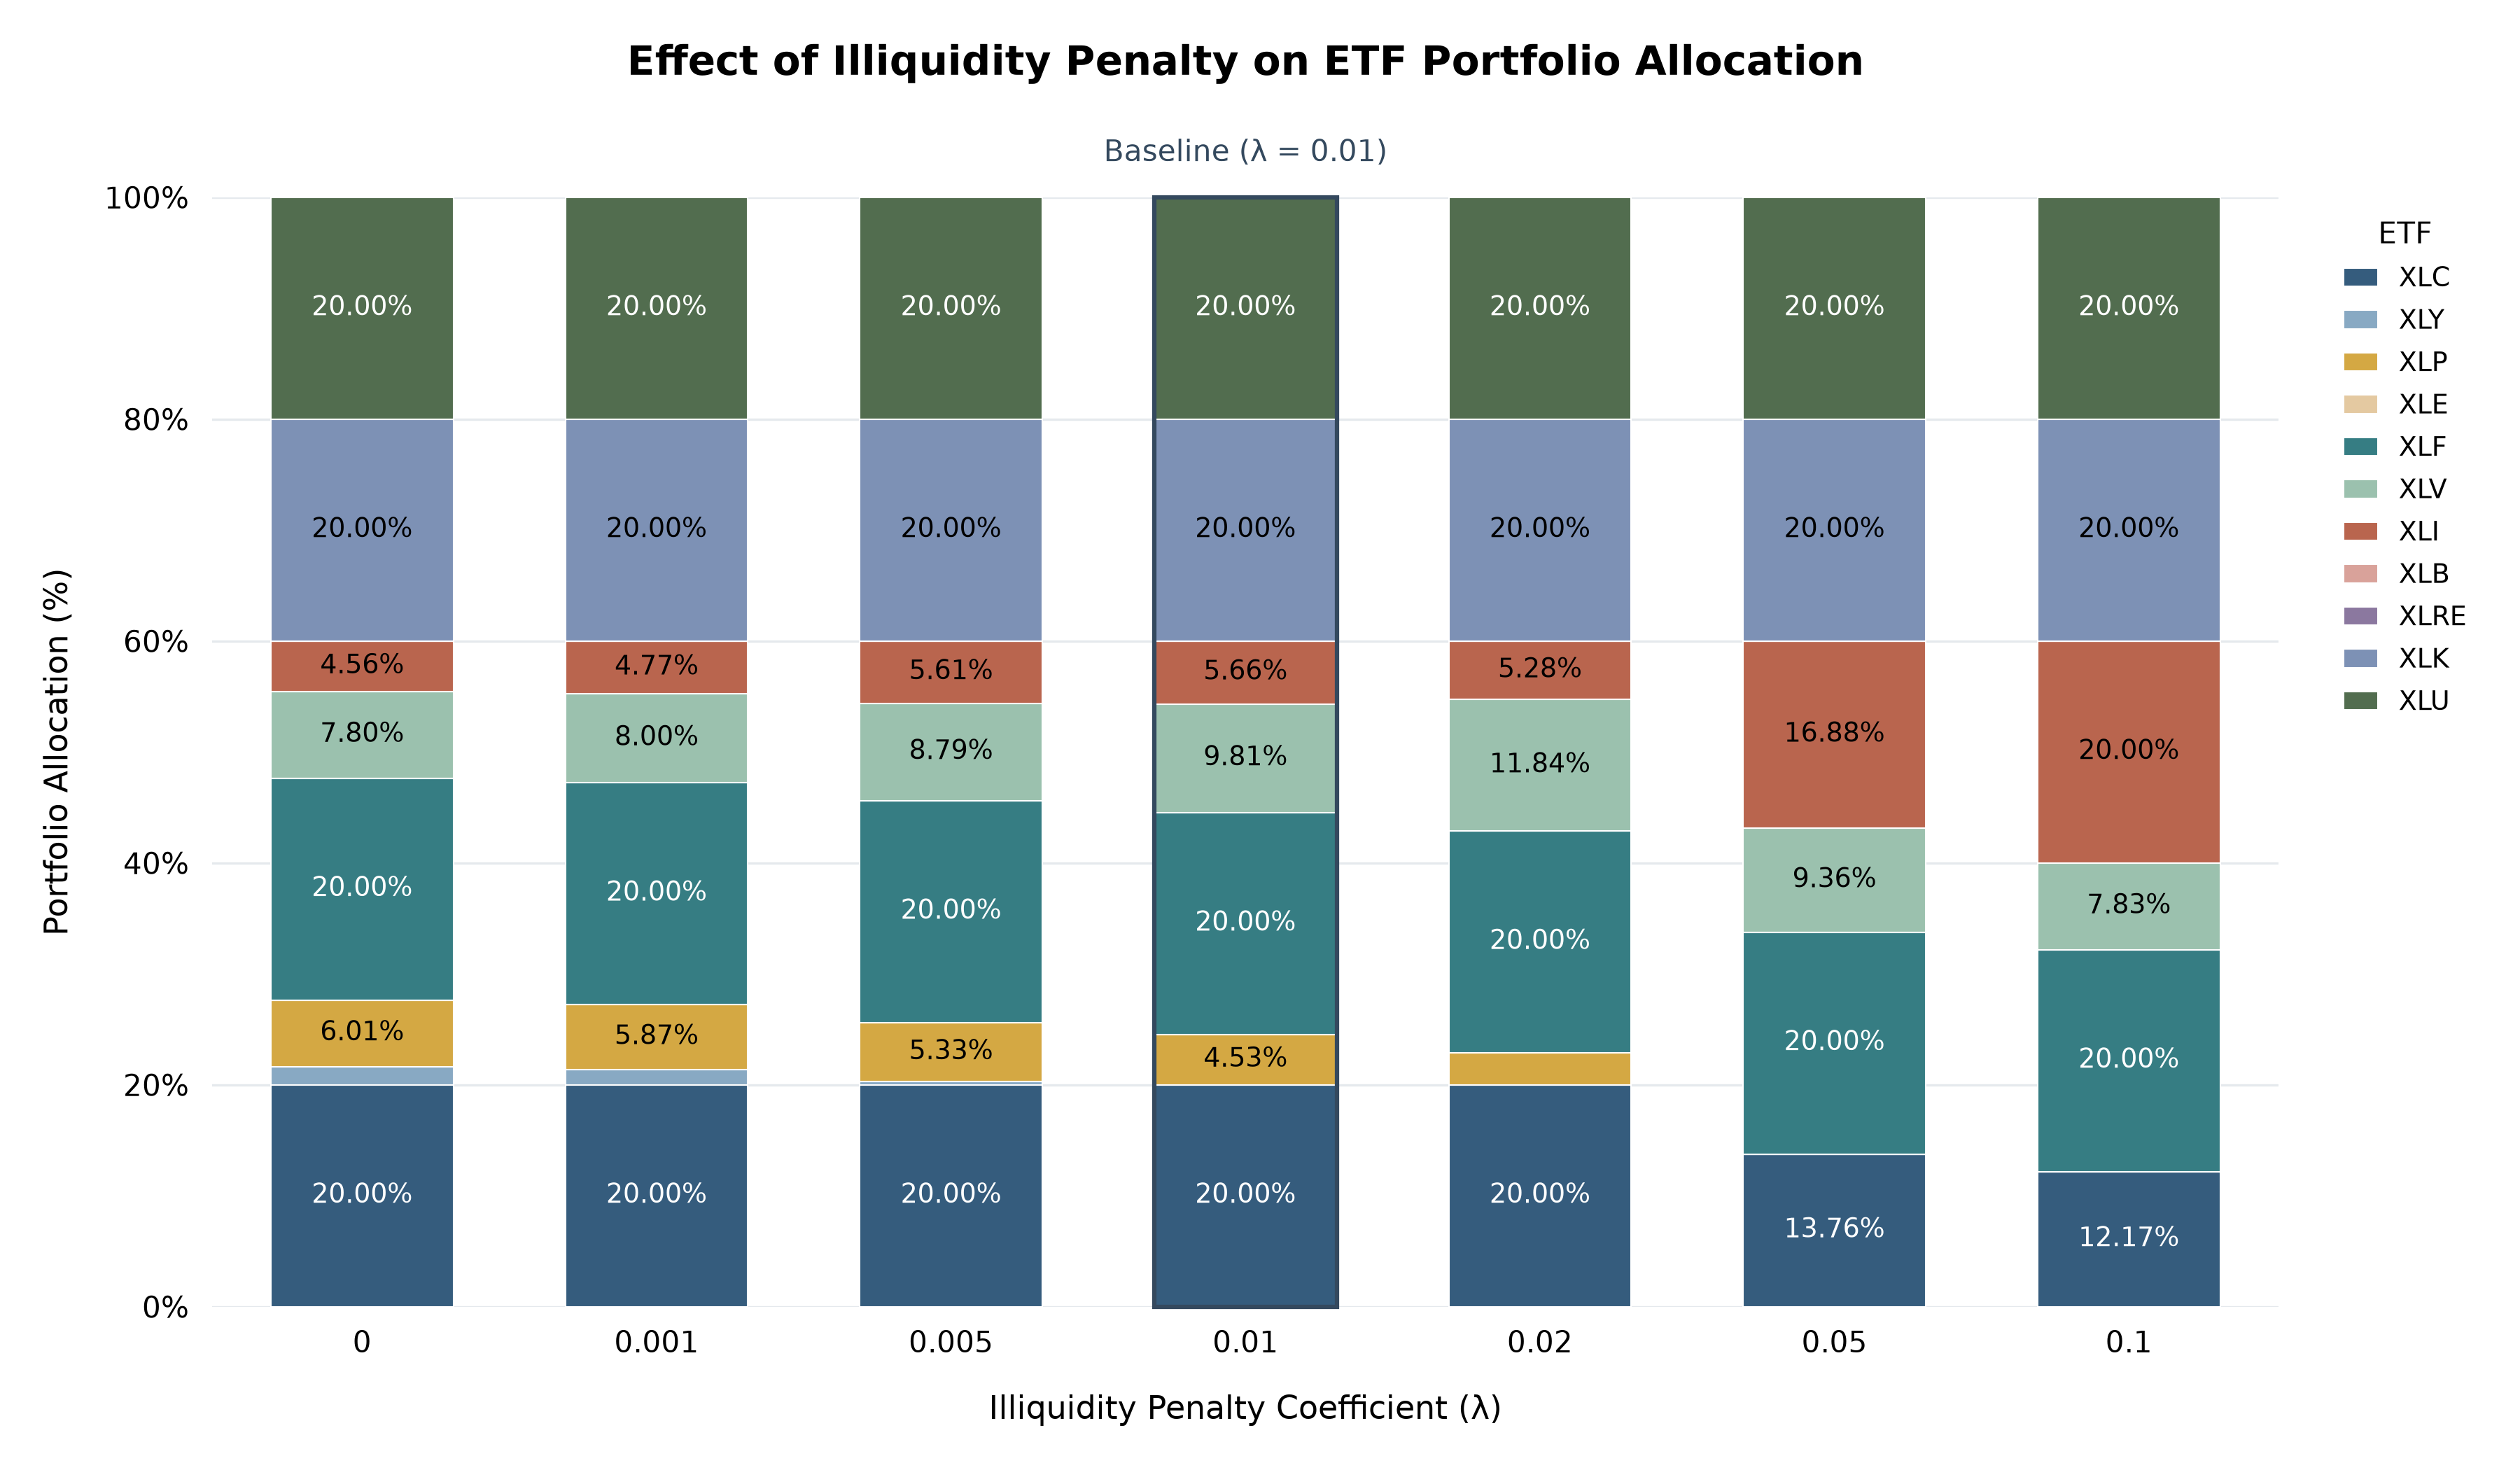 Effect of Illiquidity Penalty on ETF Portfolio Allocation
Baseline (λ = 0.01)
Portfolio Allocation (%)
100%
80%
60%
40%
20%
0%
20.00% 20.00% 20.00% 20.00% 20.00% 20.00% 20.00%
20.00% 20.00% 20.00% 20.00% 20.00% 20.00% 20.00%
4.56% 4.77% 5.61% 5.66% 5.28% 16.88% 20.00%
7.80% 8.00% 8.79% 9.81% 11.84% 9.36% 7.83%
20.00% 20.00% 20.00% 20.00% 20.00% 20.00% 20.00%
6.01% 5.87% 5.33% 4.53%
20.00% 20.00% 20.00% 20.00% 20.00% 13.76% 12.17%
0 0.001 0.005 0.01 0.02 0.05 0.1
Illiquidity Penalty Coefficient (λ)
ETF
XLC
XLY
XLP
XLE
XLF
XLV
XLI
XLB
XLRE
XLK
XLU